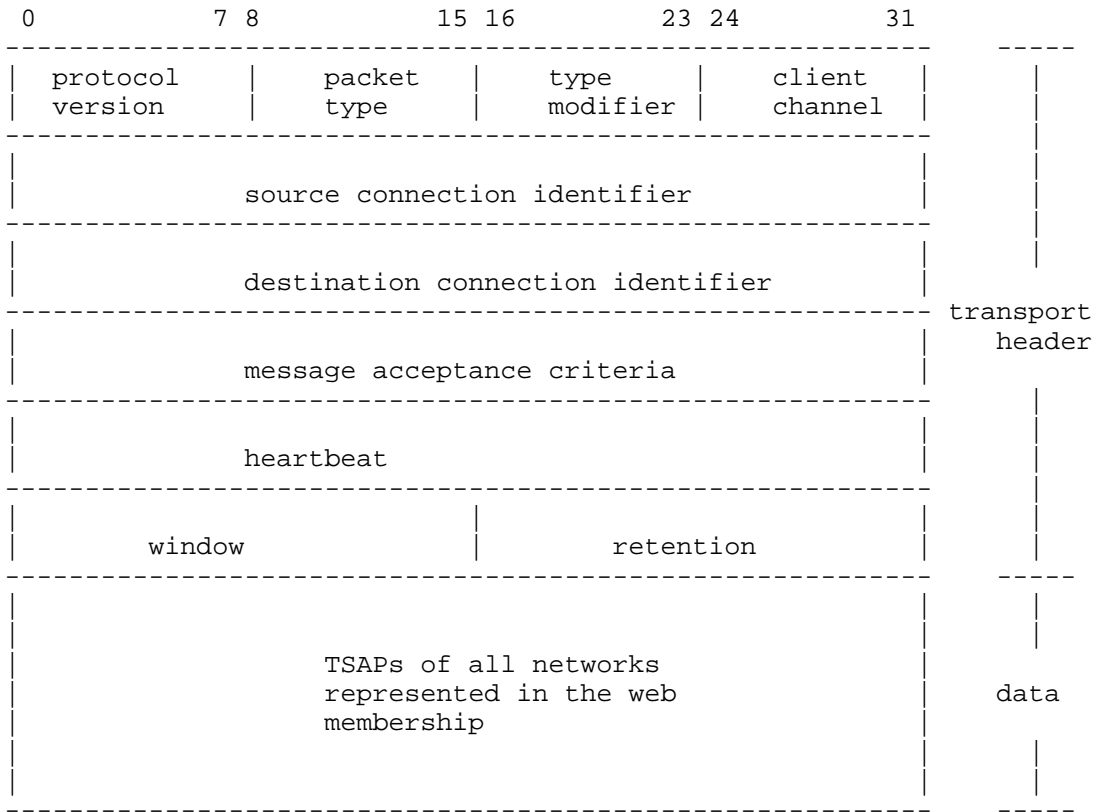 0 7 8 15 16 23 24 31
protocol packet type client
version type modifier channel
source connection identifier
destination connection identifier
transport
header
message acceptance criteria
heartbeat
window retention
TSAPs of all networks
represented in the web data
membership